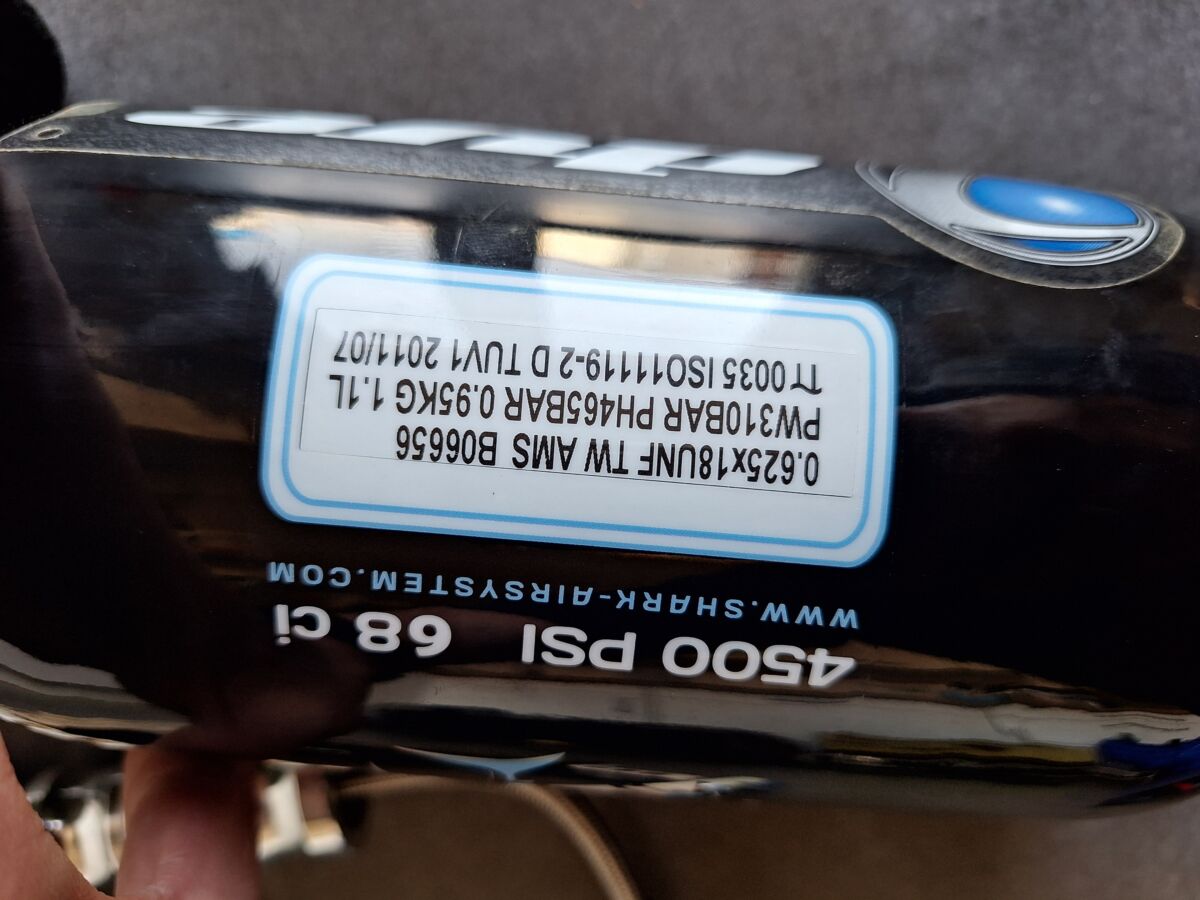 4500 PSI 68 ci
WWW.SHARK-AIRSYSTEM.COM
0.625x18UNF TW AMS B06656
PW310BAR PH465BAR 0.95KG 1.1L
π 0035 ISO11119-2 D TUV1 2011/07